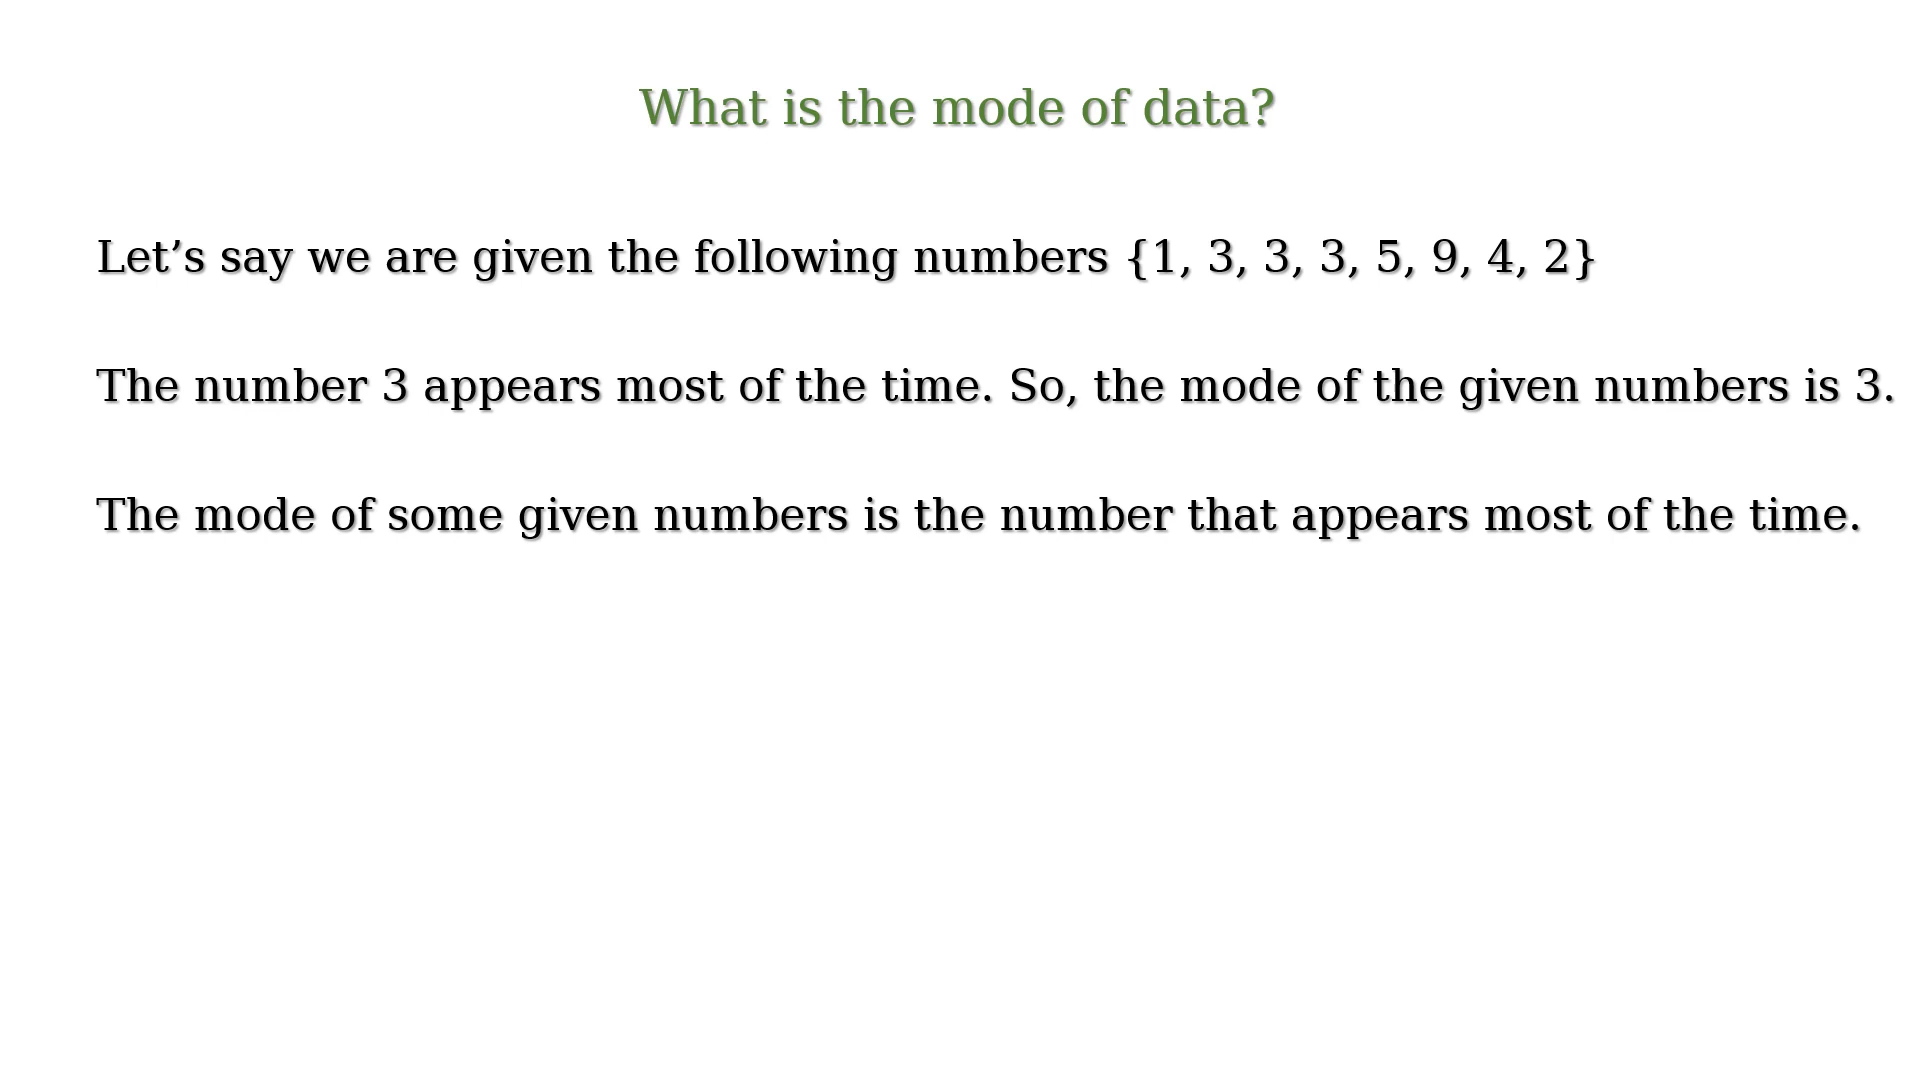 What is the mode of data?
Let’s say we are given the following numbers {1, 3, 3, 3, 5, 9, 4, 2}
The number 3 appears most of the time. So, the mode of the given numbers is 3.
The mode of some given numbers is the number that appears most of the time.